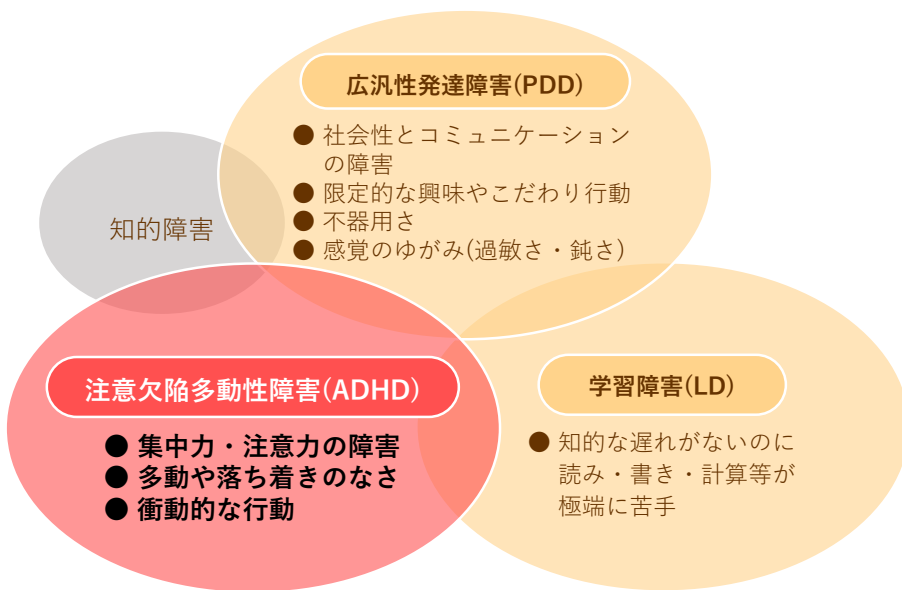 広汎性発達障害(PDD)
● 社会性とコミュニケーション
の障害
● 限定的な興味やこだわり行動
● 不器用さ
● 感覚のゆがみ(過敏さ・鈍さ)
知的障害
注意欠陥多動性障害(ADHD)
● 集中力・注意力の障害
● 多動や落ち着きのなさ
● 衝動的な行動
学習障害(LD)
● 知的な遅れがないのに
読み・書き・計算等が
極端に苦手